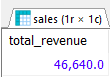 sales (1r × 1c)
total_revenue
46,640.0